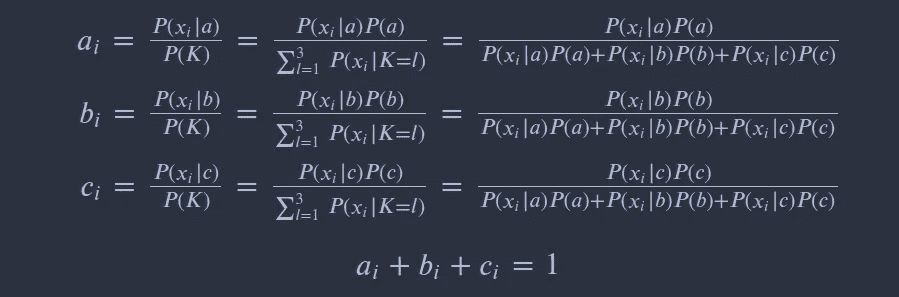 a_i = P(x_i|a) / P(K) = P(x_i|a)P(a) / ∑_{l=1}^{3} P(x_i|K=l) = P(x_i|a)P(a) / P(x_i|a)P(a)+P(x_i|b)P(b)+P(x_i|c)P(c)
b_i = P(x_i|b) / P(K) = P(x_i|b)P(b) / ∑_{l=1}^{3} P(x_i|K=l) = P(x_i|b)P(b) / P(x_i|a)P(a)+P(x_i|b)P(b)+P(x_i|c)P(c)
c_i = P(x_i|c) / P(K) = P(x_i|c)P(c) / ∑_{l=1}^{3} P(x_i|K=l) = P(x_i|c)P(c) / P(x_i|a)P(a)+P(x_i|b)P(b)+P(x_i|c)P(c)
a_i + b_i + c_i = 1